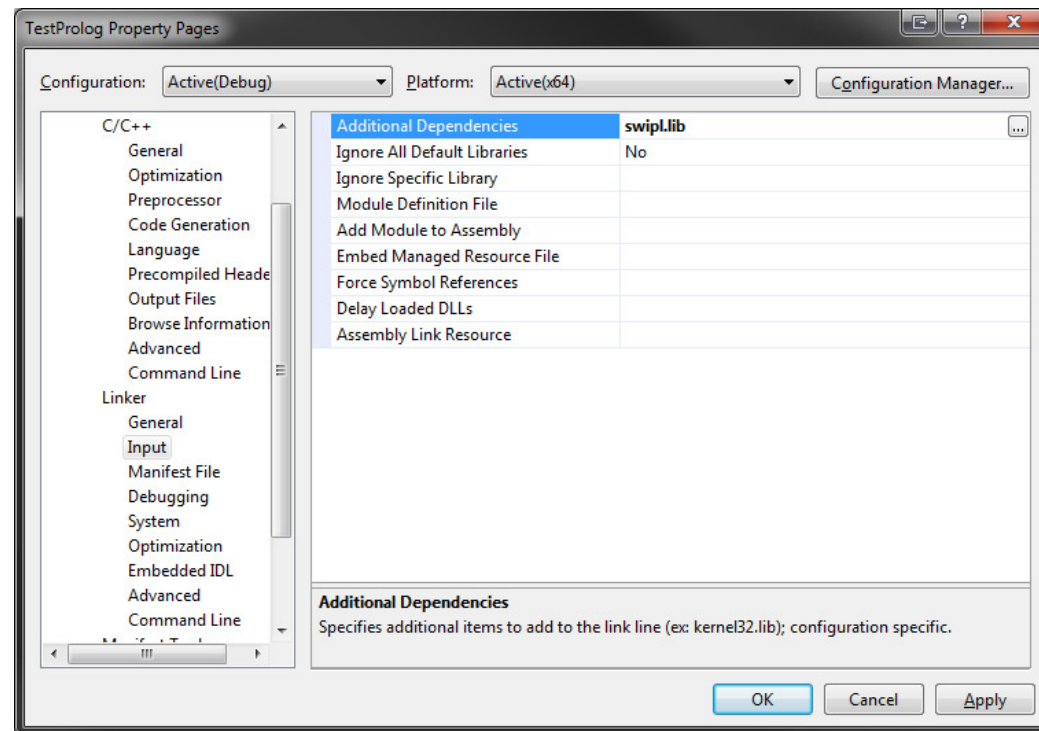 TestProlog Property Pages
Configuration: Active(Debug) Platform: Active(x64) Configuration Manager...
C/C++
General
Optimization
Preprocessor
Code Generation
Language
Precompiled Heade
Output Files
Browse Information
Advanced
Command Line
Linker
General
Input
Manifest File
Debugging
System
Optimization
Embedded IDL
Advanced
Command Line
Additional Dependencies swipl.lib ...
Ignore All Default Libraries No
Ignore Specific Library
Module Definition File
Add Module to Assembly
Embed Managed Resource File
Force Symbol References
Delay Loaded DLLs
Assembly Link Resource
Additional Dependencies
Specifies additional items to add to the link line (ex: kernel32.lib); configuration specific.
OK Cancel Apply